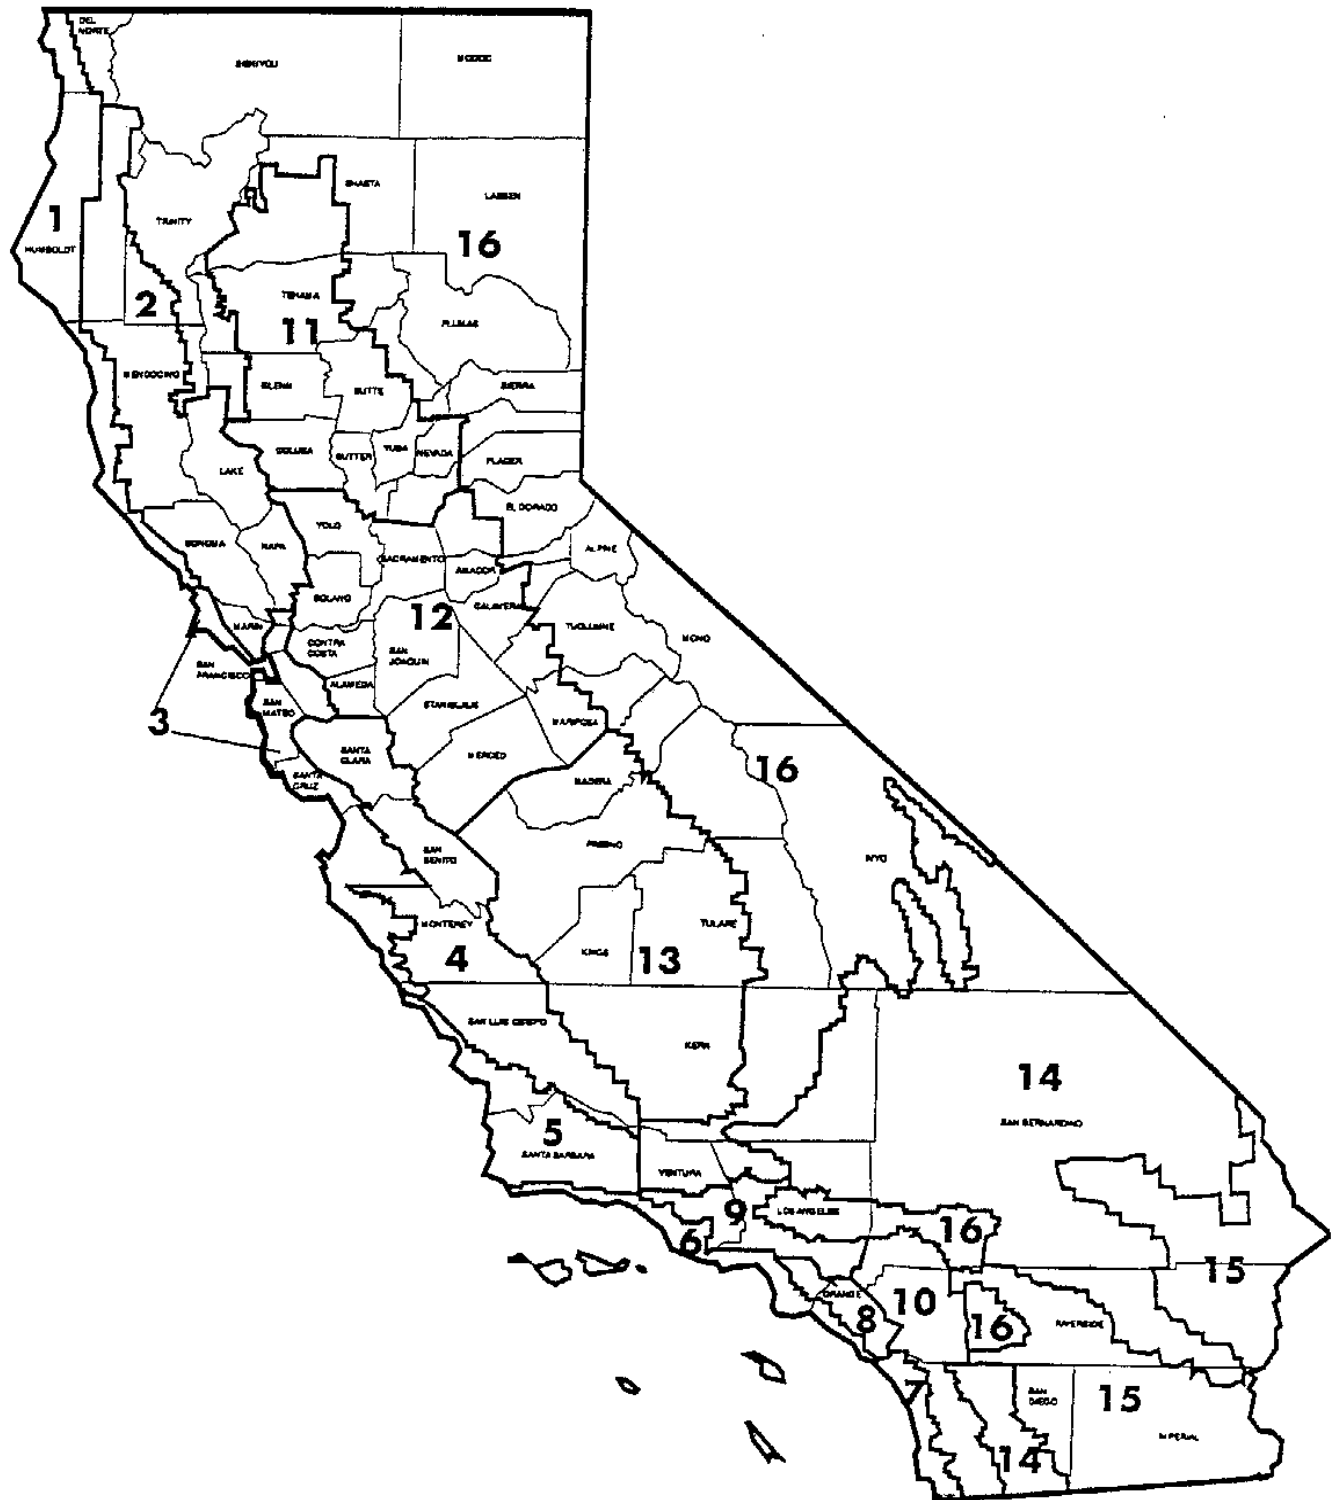 DEL
NORTE
SISKIYOU
MODOC
SHASTA
LASSEN
1
TRINITY
HUMBOLDT
16
2
TEHAMA
11
PLUMAS
MENDOCINO
GLENN
BUTTE
SIERRA
COLUSA
SUTTER
YUBA
NEVADA
PLACER
LAKE
EL DORADO
YOLO
SONOMA
NAPA
SACRAMENTO
ALPINE
AMADOR
SOLANO
CALAVERAS
12
MARIN
TUOLUMNE
MONO
CONTRA
COSTA
SAN
JOAQUIN
SAN
FRANCISCO
ALAMEDA
SAN
MATEO
STANISLAUS
3
MARIPOSA
SANTA
CLARA
MERCED
16
SANTA
CRUZ
MADERA
FRESNO
SAN
BENITO
INYO
MONTEREY
TULARE
4
KINGS
13
SAN LUIS OBISPO
KERN
14
SAN BERNARDINO
5
SANTA BARBARA
VENTURA
9
LOS ANGELES
6
16
15
ORANGE
10
8
16
RIVERSIDE
7
SAN
DIEGO
15
IMPERIAL
14